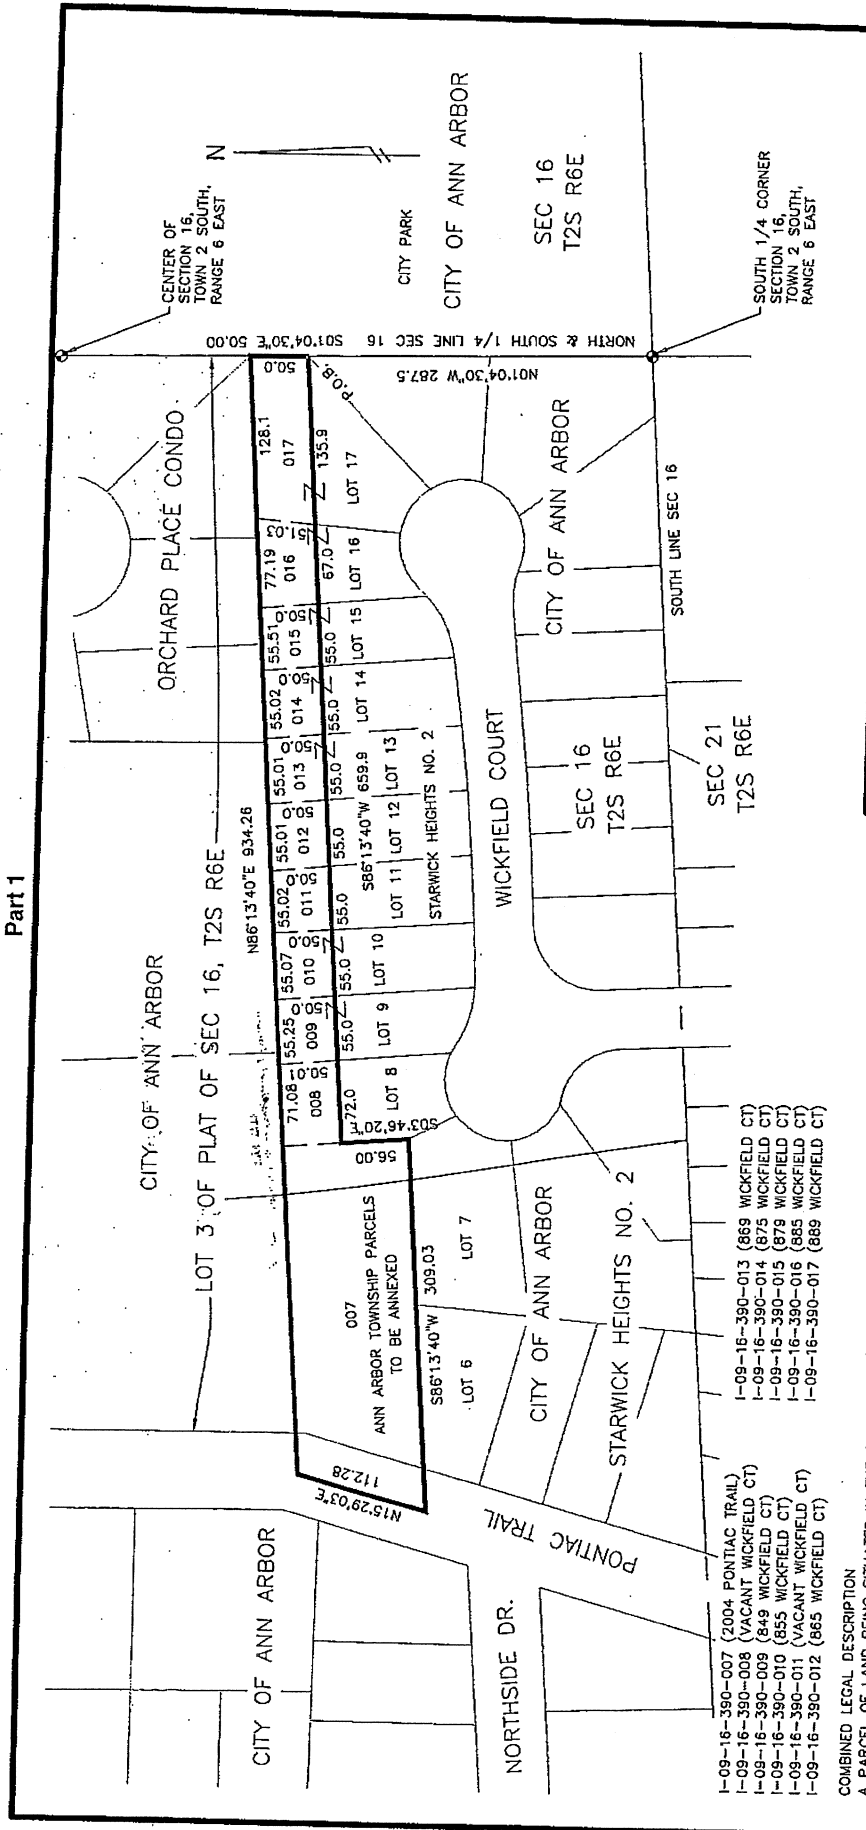 Part 1
CITY OF ANN ARBOR
LOT 3 OF PLAT OF SEC 16, T2S R6E
ORCHARD PLACE CONDO
CENTER OF
SECTION 16,
TOWN 2 SOUTH,
RANGE 6 EAST
N
CITY PARK
CITY OF ANN ARBOR
SEC 16
T2S R6E
NORTH & SOUTH 1/4 LINE SEC 16
S01°04'30"E 50.00
N01°04'30"W 287.5
P.O.B.
SOUTH 1/4 CORNER
SECTION 16,
TOWN 2 SOUTH,
RANGE 6 EAST
N86°13'40"E 934.26
71.08
55.25
55.07
55.02
55.01
55.01
55.02
55.51
77.19
128.1
008
009
010
011
012
013
014
015
016
017
50.0
50.0
50.0
50.0
50.0
50.0
50.0
50.0
51.03
50.0
72.0
55.0
55.0
55.0
55.0
55.0
55.0
55.0
67.0
135.9
S86°13'40"W 659.9
LOT 8
LOT 9
LOT 10
LOT 11
LOT 12
LOT 13
LOT 14
LOT 15
LOT 16
LOT 17
STARWICK HEIGHTS NO. 2
S03°46'20"E
56.00
007
ANN ARBOR TOWNSHIP PARCELS
TO BE ANNEXED
S86°13'40"W 309.03
LOT 6
LOT 7
N15°29'03"E
112.28
PONTIAC TRAIL
CITY OF ANN ARBOR
NORTHSIDE DR.
CITY OF ANN ARBOR
STARWICK HEIGHTS NO. 2
WICKFIELD COURT
CITY OF ANN ARBOR
SEC 16
T2S R6E
SOUTH LINE SEC 16
SEC 21
T2S R6E
I-09-16-390-007 (2004 PONTIAC TRAIL)
I-09-16-390-008 (VACANT WICKFIELD CT)
I-09-16-390-009 (849 WICKFIELD CT)
I-09-16-390-010 (855 WICKFIELD CT)
I-09-16-390-011 (VACANT WICKFIELD CT)
I-09-16-390-012 (865 WICKFIELD CT)
I-09-16-390-013 (869 WICKFIELD CT)
I-09-16-390-014 (875 WICKFIELD CT)
I-09-16-390-015 (879 WICKFIELD CT)
I-09-16-390-016 (885 WICKFIELD CT)
I-09-16-390-017 (889 WICKFIELD CT)
COMBINED LEGAL DESCRIPTION
A PARCEL OF LAND BEING SITUATED